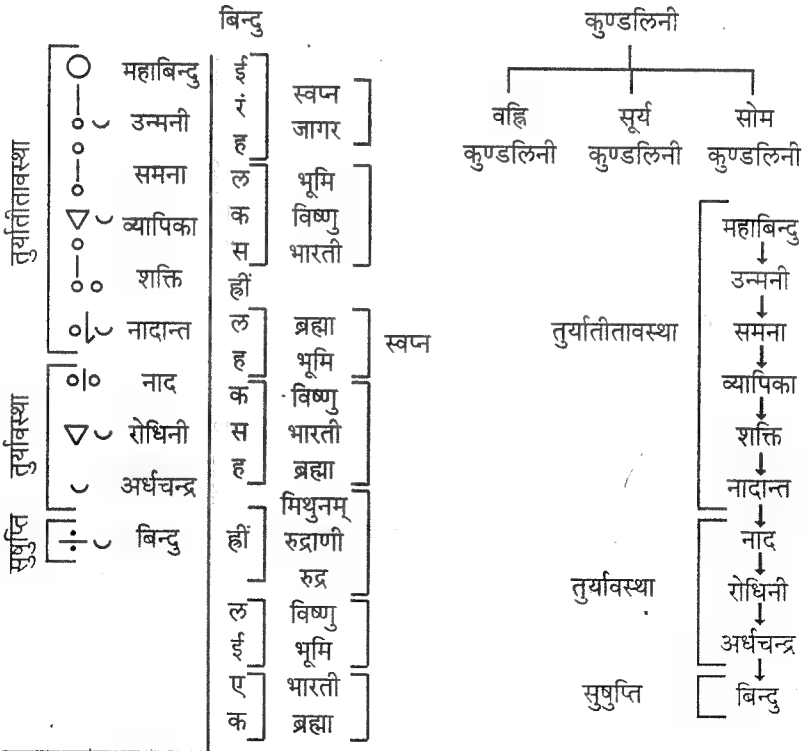 बिन्दु
कुण्डलिनी
तुर्यातीतावस्था
महाबिन्दु
उन्मनी
समना
व्यापिका
शक्ति
नादान्त
तुर्यावस्था
नाद
रोधिनी
अर्धचन्द्र
सुषुप्ति
बिन्दु
ई
रं
ह
स्वप्न
जागर
ल भूमि
क विष्णु
स भारती
ह्रीं
ल ब्रह्मा
ह भूमि
स्वप्न
क विष्णु
स भारती
ह ब्रह्मा
मिथुनम्
ह्रीं रुद्राणी
रुद्र
ल विष्णु
ई भूमि
ए भारती
क ब्रह्मा
वह्नि सूर्य सोम
कुण्डलिनी कुण्डलिनी कुण्डलिनी
तुर्यातीतावस्था
महाबिन्दु
उन्मनी
समना
व्यापिका
शक्ति
नादान्त
तुर्यावस्था
नाद
रोधिनी
अर्धचन्द्र
सुषुप्ति
बिन्दु